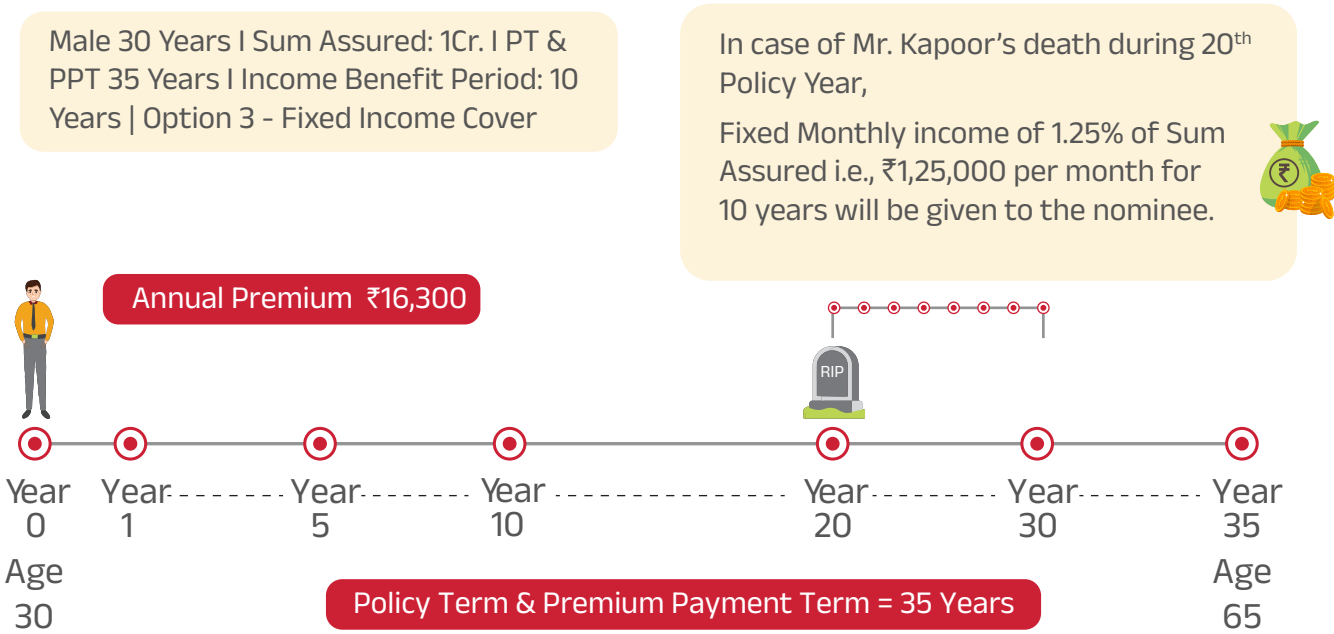 Male 30 Years I Sum Assured: 1Cr. I PT &
PPT 35 Years I Income Benefit Period: 10
Years | Option 3 - Fixed Income Cover
In case of Mr. Kapoor’s death during 20th
Policy Year,
Fixed Monthly income of 1.25% of Sum
Assured i.e., ₹1,25,000 per month for
10 years will be given to the nominee.
₹
Annual Premium ₹16,300
RIP
Year Year Year Year Year Year Year
0 1 5 10 20 30 35
Age Age
30 65
Policy Term & Premium Payment Term = 35 Years